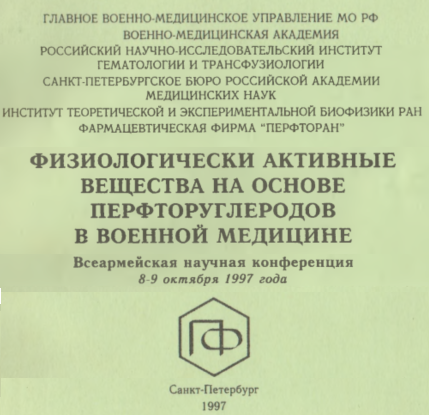 ГЛАВНОЕ ВОЕННО-МЕДИЦИНСКОЕ УПРАВЛЕНИЕ МО РФ
ВОЕННО-МЕДИЦИНСКАЯ АКАДЕМИЯ
РОССИЙСКИЙ НАУЧНО-ИССЛЕДОВАТЕЛЬСКИЙ ИНСТИТУТ
ГЕМАТОЛОГИИ И ТРАНСФУЗИОЛОГИИ
САНКТ-ПЕТЕРБУРГСКОЕ БЮРО РОССИЙСКОЙ АКАДЕМИИ
МЕДИЦИНСКИХ НАУК
ИНСТИТУТ ТЕОРЕТИЧЕСКОЙ И ЭКСПЕРИМЕНТАЛЬНОЙ БИОФИЗИКИ РАН
ФАРМАЦЕВТИЧЕСКАЯ ФИРМА "ПЕРФТОРАН"
ФИЗИОЛОГИЧЕСКИ АКТИВНЫЕ
ВЕЩЕСТВА НА ОСНОВЕ
ПЕРФТОРУГЛЕРОДОВ
В ВОЕННОЙ МЕДИЦИНЕ
Всеармейская научная конференция
8-9 октября 1997 года
ПФ
Санкт-Петербург
1997